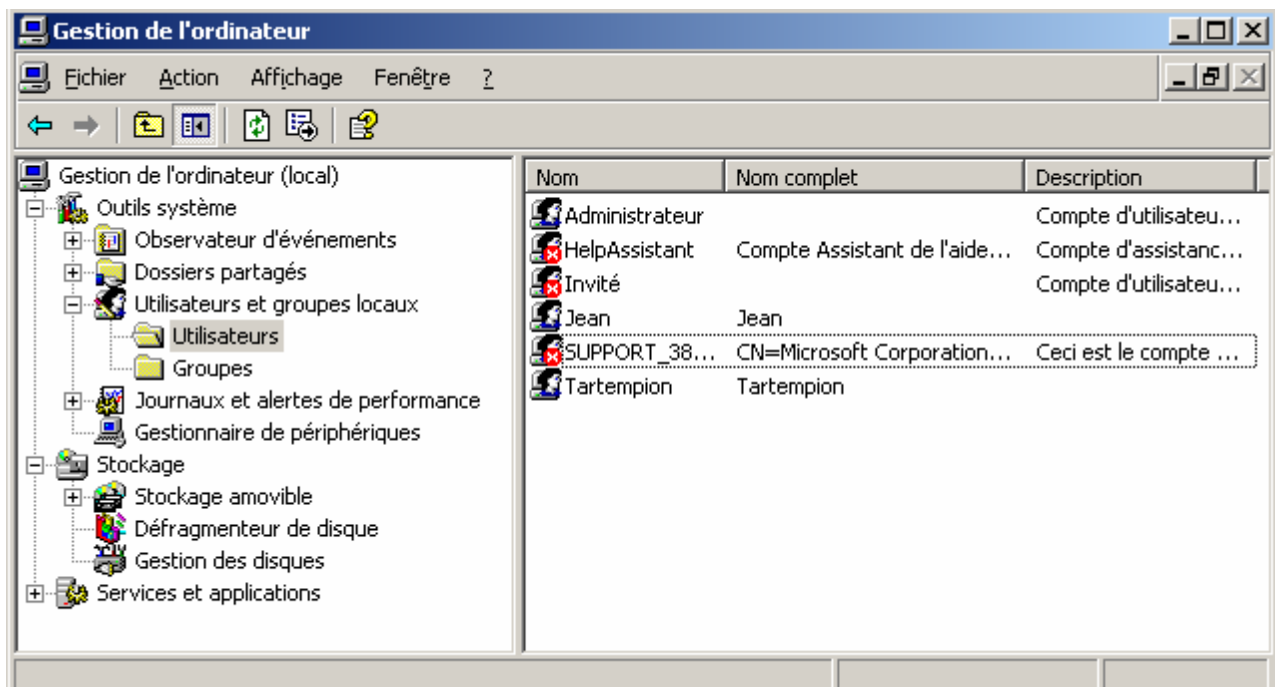 Gestion de l'ordinateur
Fichier Action Affichage Fenêtre ?
Gestion de l'ordinateur (local)
Outils système
Observateur d'événements
Dossiers partagés
Utilisateurs et groupes locaux
Utilisateurs
Groupes
Journaux et alertes de performance
Gestionnaire de périphériques
Stockage
Stockage amovible
Défragmenteur de disque
Gestion des disques
Services et applications
Nom Nom complet Description
Administrateur Compte d'utilisateu...
HelpAssistant Compte Assistant de l'aide... Compte d'assistanc...
Invité Compte d'utilisateu...
Jean Jean
SUPPORT_38... CN=Microsoft Corporation... Ceci est le compte ...
Tartempion Tartempion